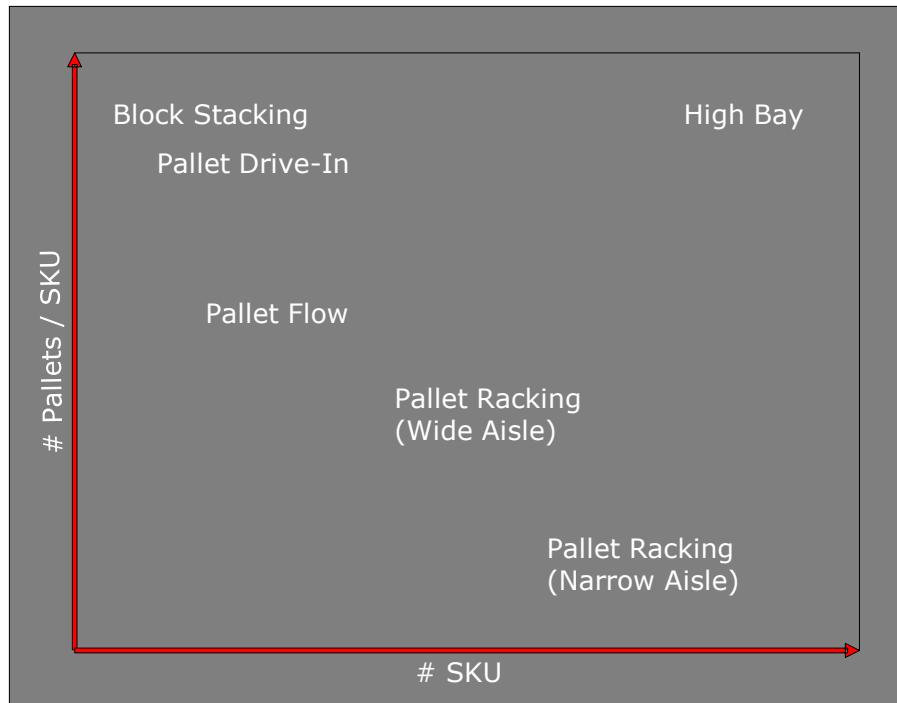 Block Stacking
High Bay
Pallet Drive-In
# Pallets / SKU
Pallet Flow
Pallet Racking
(Wide Aisle)
Pallet Racking
(Narrow Aisle)
# SKU